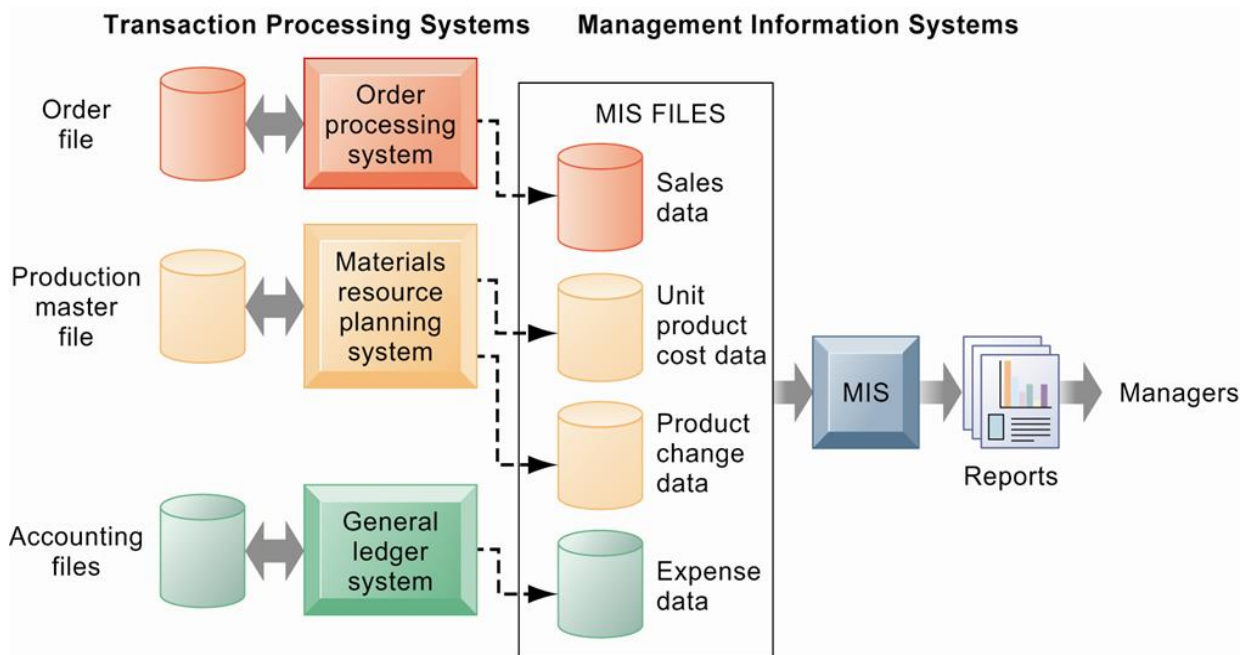 Transaction Processing Systems
Management Information Systems
Order
file
Order
processing
system
MIS FILES
Sales
data
Production
master
file
Materials
resource
planning
system
Unit
product
cost data
Product
change
data
MIS
Reports
Managers
Accounting
files
General
ledger
system
Expense
data